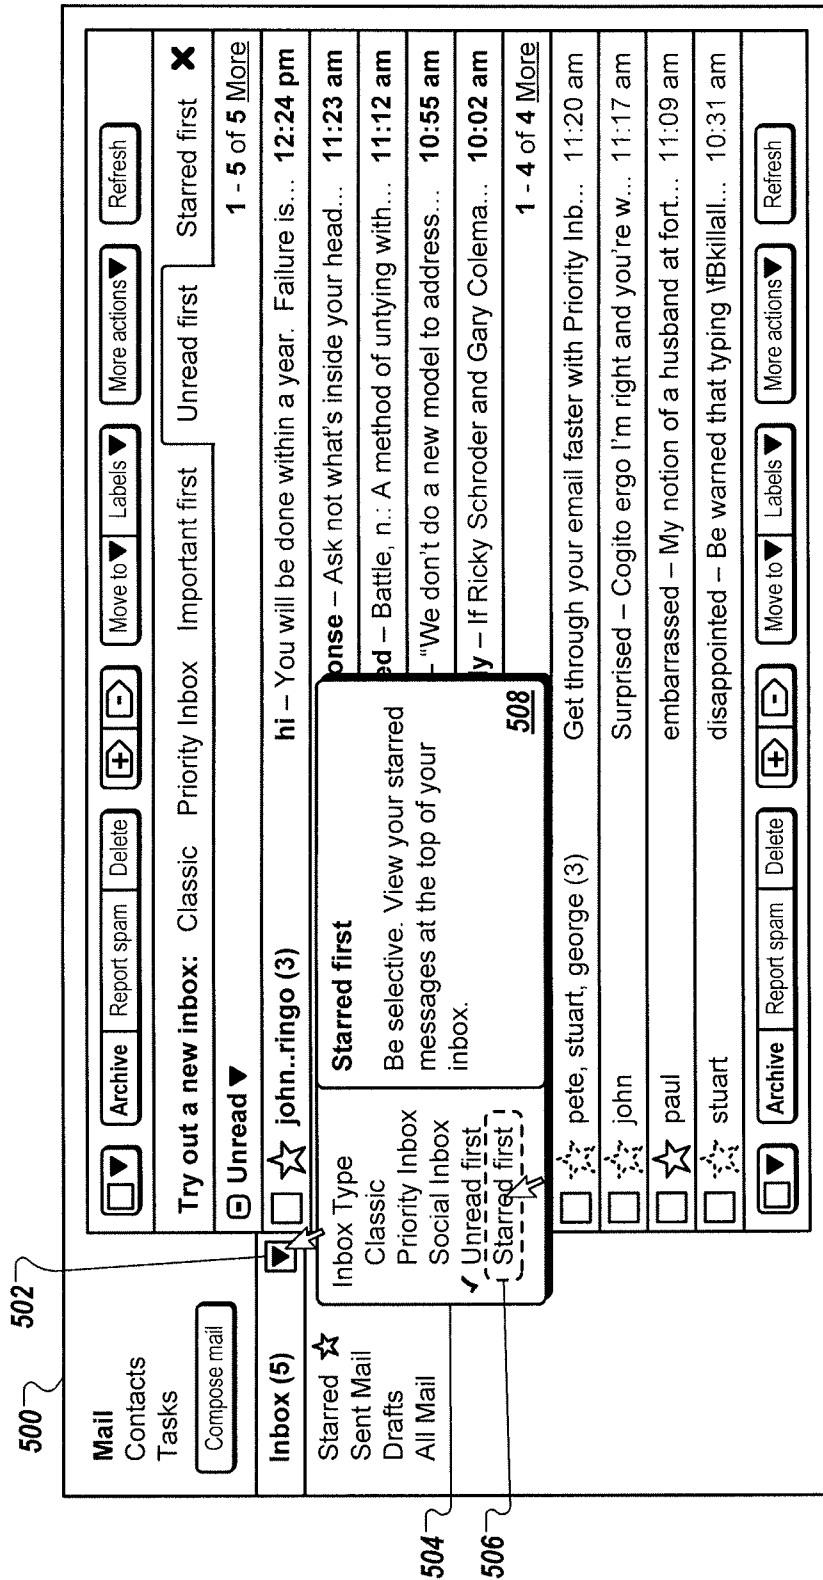 500
502
Mail
Contacts
Tasks
Compose mail
Inbox (5)
Starred
Sent Mail
Drafts
All Mail
504
506
Archive Report spam Delete + - Move to Labels More actions Refresh
Try out a new inbox: Classic Priority Inbox Important first Unread first Starred first X
Unread 1 - 5 of 5 More
john..ringo (3) hi – You will be done within a year. Failure is... 12:24 pm
onse – Ask not what's inside your head... 11:23 am
ed – Battle, n.: A method of untying with... 11:12 am
– "We don't do a new model to address... 10:55 am
ly – If Ricky Schroder and Gary Colema... 10:02 am
1 - 4 of 4 More
Inbox Type
Classic
Priority Inbox
Social Inbox
Unread first
Starred first
Starred first
Be selective. View your starred
messages at the top of your
inbox.
508
pete, stuart, george (3) Get through your email faster with Priority Inb... 11:20 am
john Surprised – Cogito ergo I'm right and you're w... 11:17 am
paul embarrassed – My notion of a husband at fort... 11:09 am
stuart disappointed – Be warned that typing \fBkillall... 10:31 am
Archive Report spam Delete + - Move to Labels More actions Refresh